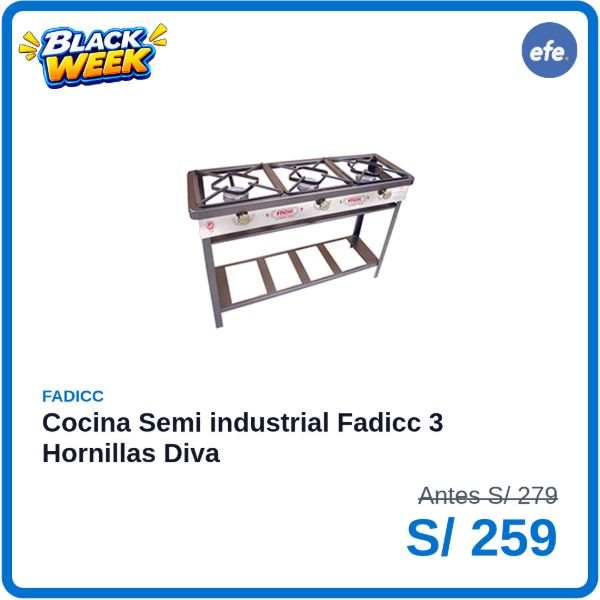 BLACK
WEEK
efe.
FADICC
Cocina Semi industrial Fadicc 3
Hornillas Diva
Antes S/ 279
S/ 259